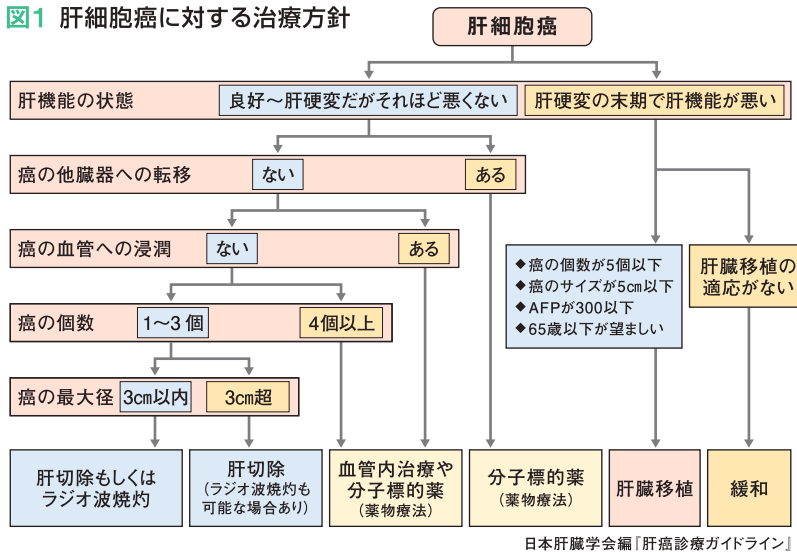 図1 肝細胞癌に対する治療方針
肝細胞癌
肝機能の状態 良好〜肝硬変だがそれほど悪くない 肝硬変の末期で肝機能が悪い
癌の他臓器への転移 ない ある
癌の血管への浸潤 ない ある
◆癌の個数が5個以下
◆癌のサイズが5cm以下
◆AFPが300以下
◆65歳以下が望ましい
肝臓移植の
適応がない
癌の個数 1〜3個 4個以上
癌の最大径 3cm以内 3cm超
肝切除もしくは
ラジオ波焼灼
肝切除
(ラジオ波焼灼も
可能な場合あり)
血管内治療や
分子標的薬
(薬物療法)
分子標的薬
(薬物療法)
肝臓移植
緩和
日本肝臓学会編『肝癌診療ガイドライン』